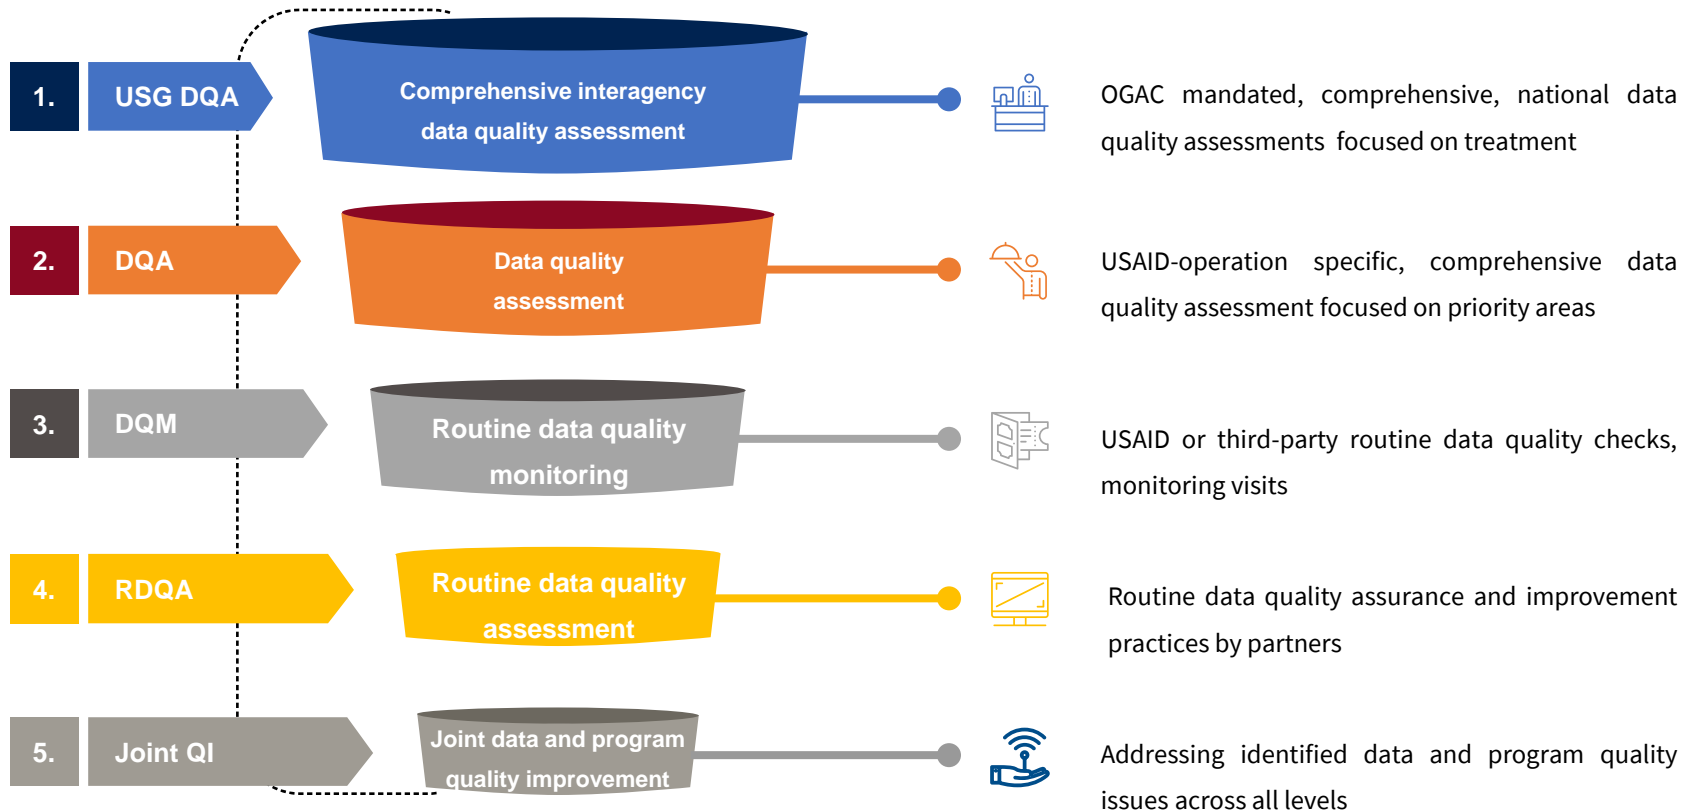 1.
USG DQA
Comprehensive interagency
data quality assessment
OGAC mandated, comprehensive, national data
quality assessments focused on treatment
2.
DQA
Data quality
assessment
USAID-operation specific, comprehensive data
quality assessment focused on priority areas
3.
DQM
Routine data quality
monitoring
USAID or third-party routine data quality checks,
monitoring visits
4.
RDQA
Routine data quality
assessment
Routine data quality assurance and improvement
practices by partners
5.
Joint QI
Joint data and program
quality improvement
Addressing identified data and program quality
issues across all levels